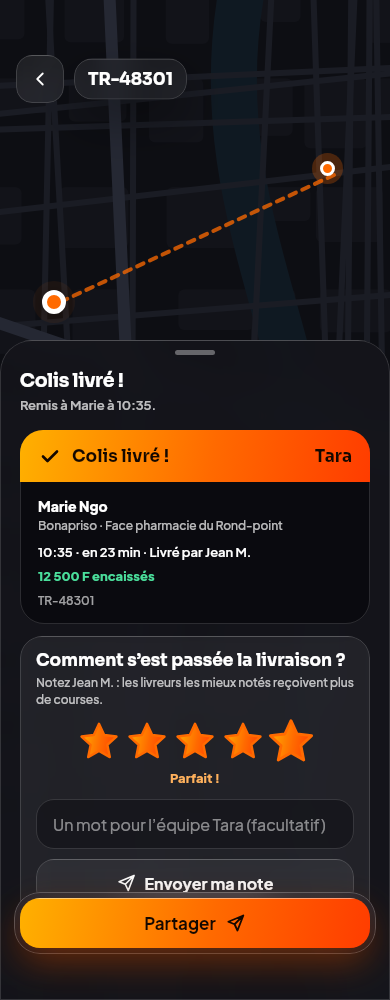 TR-48301
Colis livré !
Remis à Marie à 10:35.
Colis livré ! Tara
Marie Ngo
Bonapriso · Face pharmacie du Rond-point
10:35 · en 23 min · Livré par Jean M.
12 500 F encaissés
TR-48301
Comment s’est passée la livraison ?
Notez Jean M. : les livreurs les mieux notés reçoivent plus
de courses.
Parfait !
Un mot pour l’équipe Tara (facultatif)
Envoyer ma note
Partager